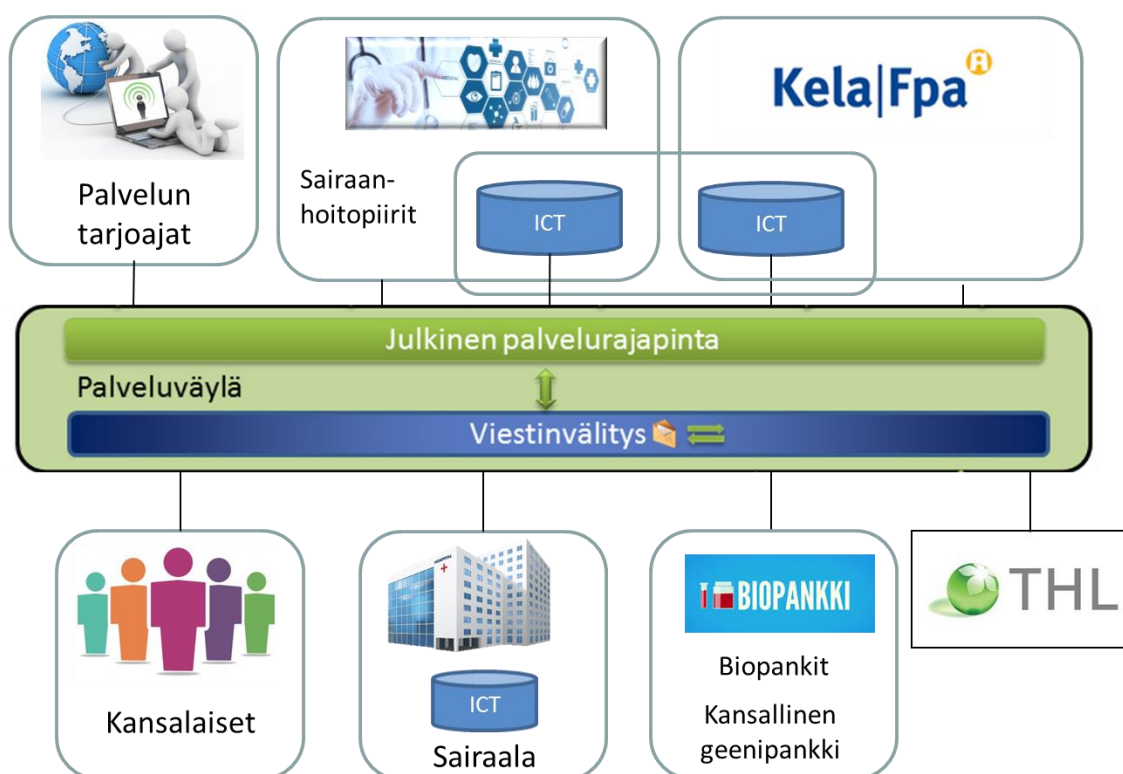 Palvelun
tarjoajat
Sairaan-
hoitopiirit
ICT
Kela|Fpa
ICT
Julkinen palvelurajapinta
Palveluväylä
Viestinvälitys
Kansalaiset
ICT
Sairaala
BIOPANKKI
Biopankit
Kansallinen
geenipankki
THL